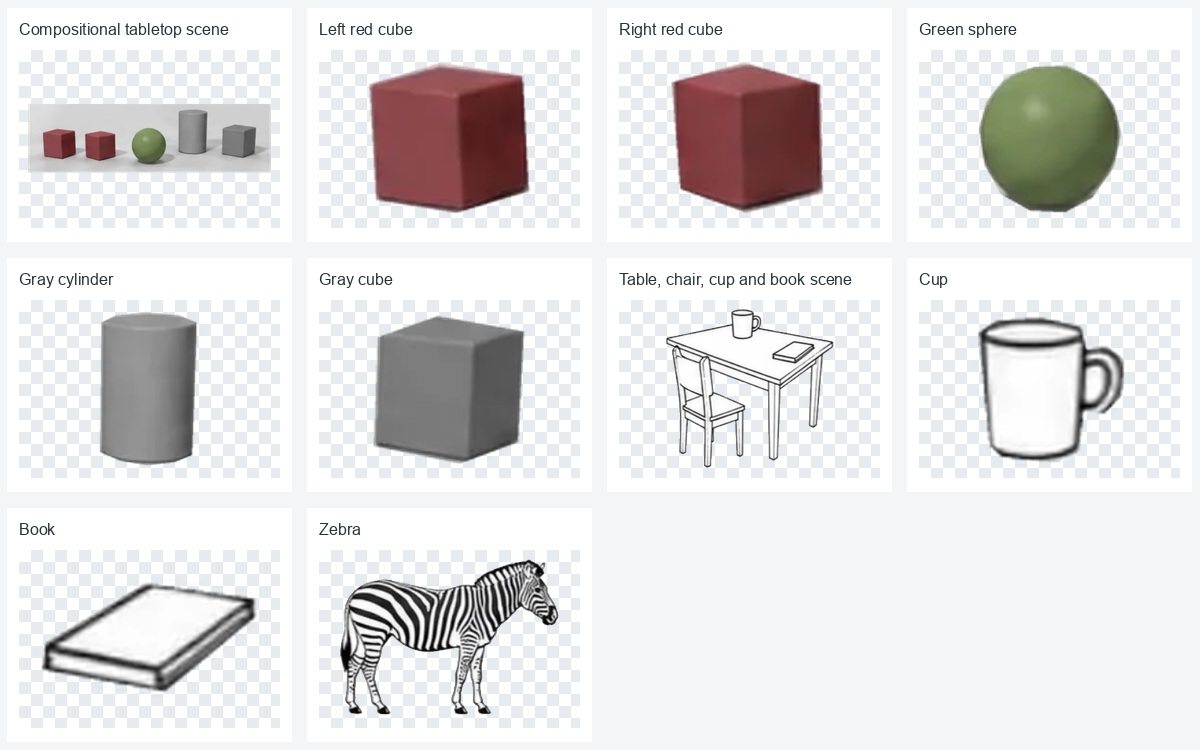 Compositional tabletop scene
Left red cube
Right red cube
Green sphere
Gray cylinder
Gray cube
Table, chair, cup and book scene
Cup
Book
Zebra